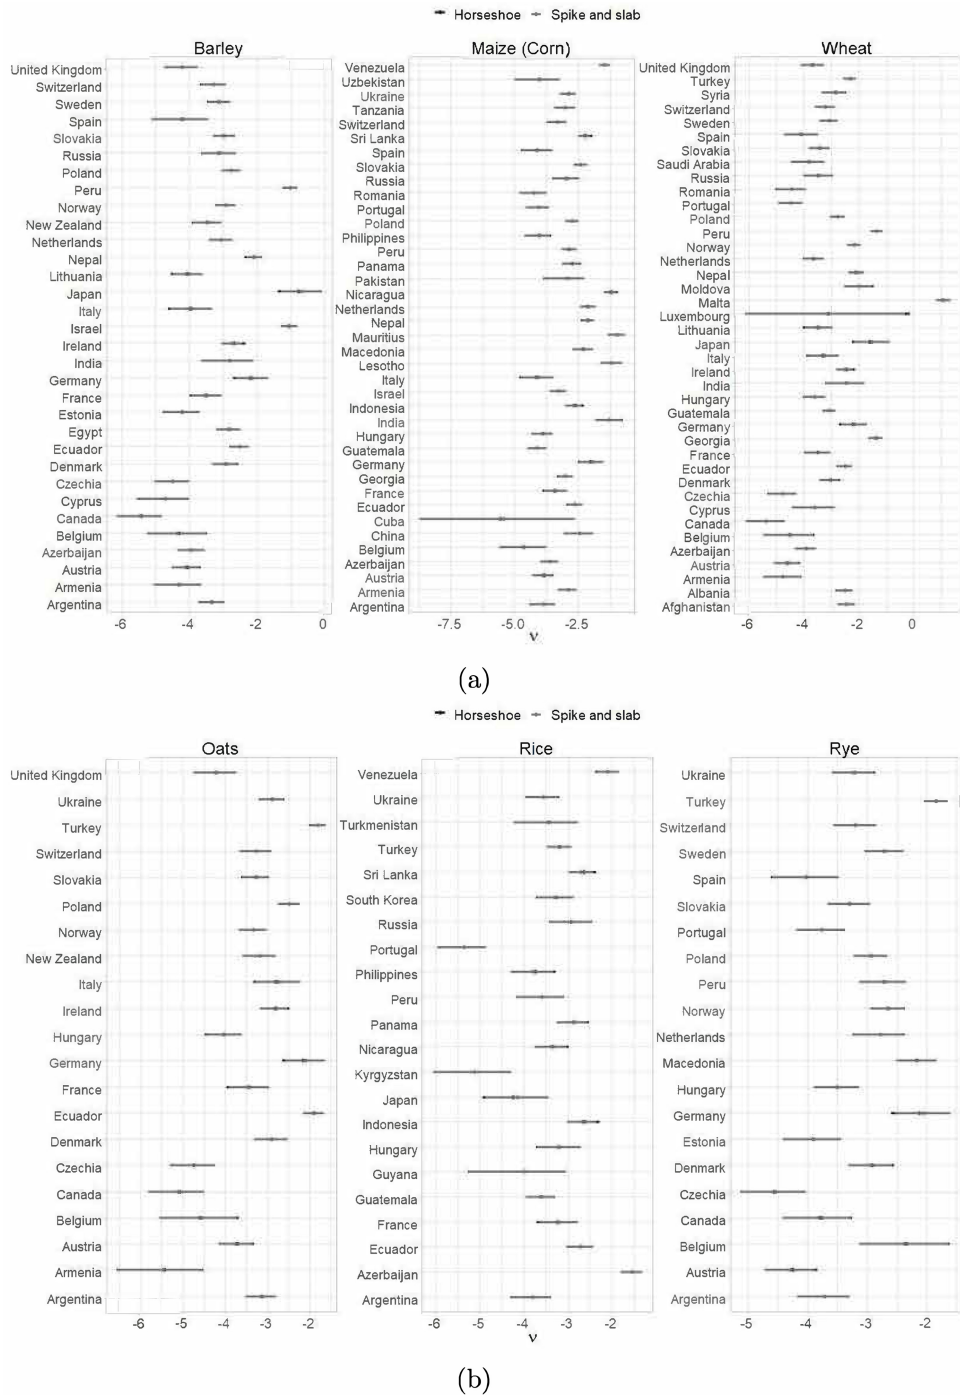 Horseshoe Spike and slab
Barley
United Kingdom
Switzerland
Sweden
Spain
Slovakia
Russia
Poland
Peru
Norway
New Zealand
Netherlands
Nepal
Lithuania
Japan
Italy
Israel
Ireland
India
Germany
France
Estonia
Egypt
Ecuador
Denmark
Czechia
Cyprus
Canada
Belgium
Azerbaijan
Austria
Armenia
Argentina
-6 -4 -2 0
Maize (Corn)
Venezuela
Uzbekistan
Ukraine
Tanzania
Switzerland
Sri Lanka
Spain
Slovakia
Russia
Romania
Portugal
Poland
Philippines
Peru
Panama
Pakistan
Nicaragua
Netherlands
Nepal
Mauritius
Macedonia
Lesotho
Italy
Israel
Indonesia
India
Hungary
Guatemala
Germany
Georgia
France
Ecuador
Cuba
China
Belgium
Azerbaijan
Austria
Armenia
Argentina
-7.5 -5.0 -2.5
ν
Wheat
United Kingdom
Turkey
Syria
Switzerland
Sweden
Spain
Slovakia
Saudi Arabia
Russia
Romania
Portugal
Poland
Peru
Norway
Netherlands
Nepal
Moldova
Malta
Luxembourg
Lithuania
Japan
Italy
Ireland
India
Hungary
Guatemala
Germany
Georgia
France
Ecuador
Denmark
Czechia
Cyprus
Canada
Belgium
Azerbaijan
Austria
Armenia
Albania
Afghanistan
-6 -4 -2 0
(a)
Horseshoe Spike and slab
Oats
United Kingdom
Ukraine
Turkey
Switzerland
Slovakia
Poland
Norway
New Zealand
Italy
Ireland
Hungary
Germany
France
Ecuador
Denmark
Czechia
Canada
Belgium
Austria
Armenia
Argentina
-6 -5 -4 -3 -2
Rice
Venezuela
Ukraine
Turkmenistan
Turkey
Sri Lanka
South Korea
Russia
Portugal
Philippines
Peru
Panama
Nicaragua
Kyrgyzstan
Japan
Indonesia
Hungary
Guyana
Guatemala
France
Ecuador
Azerbaijan
Argentina
-6 -5 -4 -3 -2
ν
Rye
Ukraine
Turkey
Switzerland
Sweden
Spain
Slovakia
Portugal
Poland
Peru
Norway
Netherlands
Macedonia
Hungary
Germany
Estonia
Denmark
Czechia
Canada
Belgium
Austria
Argentina
-5 -4 -3 -2
(b)